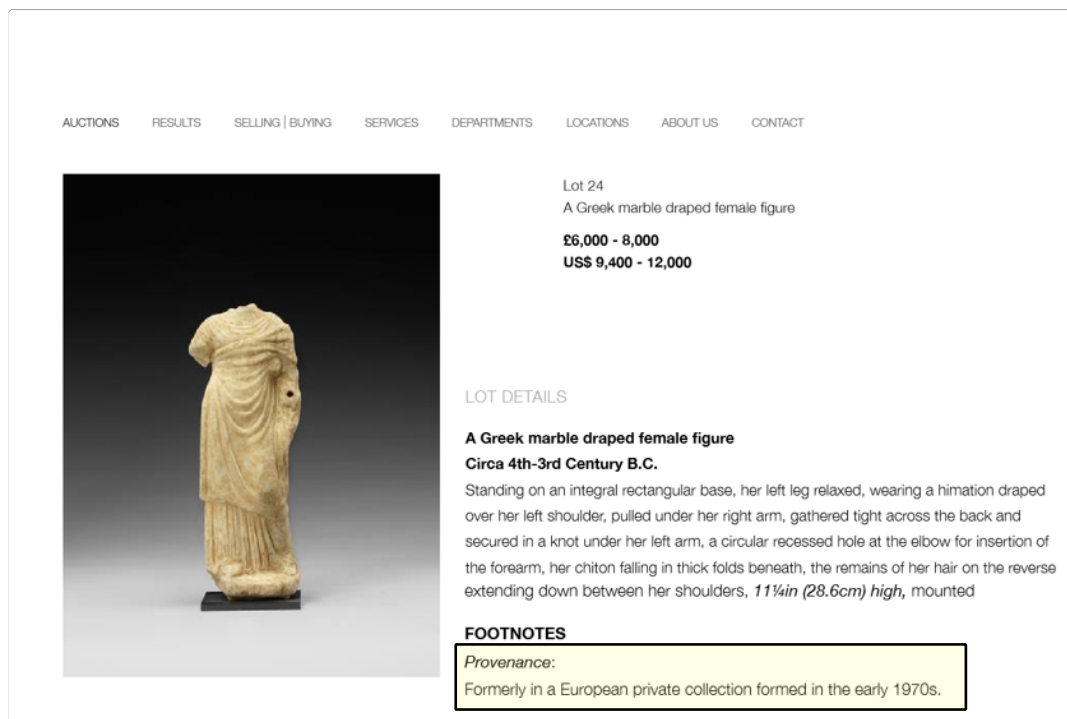 AUCTIONS RESULTS SELLING | BUYING SERVICES DEPARTMENTS LOCATIONS ABOUT US CONTACT
Lot 24
A Greek marble draped female figure
£6,000 - 8,000
US$ 9,400 - 12,000
LOT DETAILS
A Greek marble draped female figure
Circa 4th-3rd Century B.C.
Standing on an integral rectangular base, her left leg relaxed, wearing a himation draped
over her left shoulder, pulled under her right arm, gathered tight across the back and
secured in a knot under her left arm, a circular recessed hole at the elbow for insertion of
the forearm, her chiton falling in thick folds beneath, the remains of her hair on the reverse
extending down between her shoulders, 11¼in (28.6cm) high, mounted
FOOTNOTES
Provenance:
Formerly in a European private collection formed in the early 1970s.